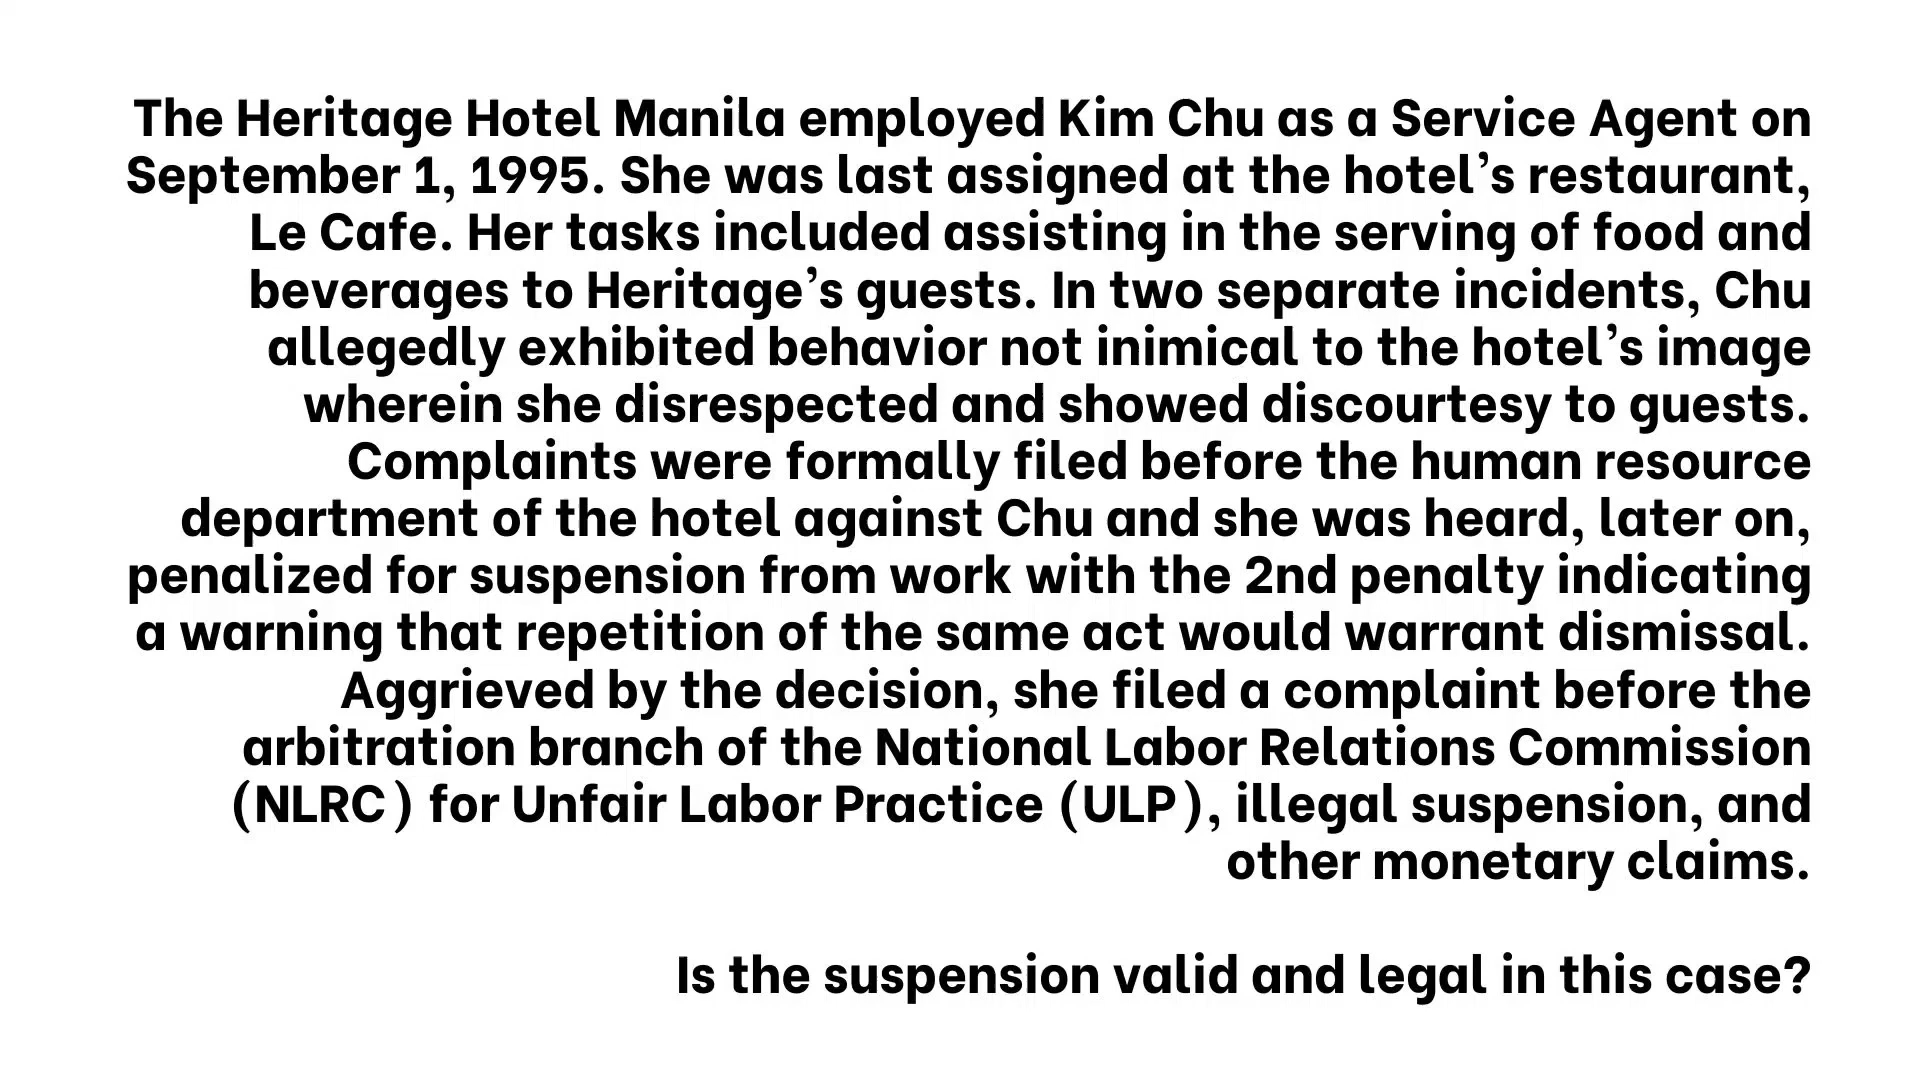 The Heritage Hotel Manila employed Kim Chu as a Service Agent on
September 1, 1995. She was last assigned at the hotel’s restaurant,
Le Cafe. Her tasks included assisting in the serving of food and
beverages to Heritage’s guests. In two separate incidents, Chu
allegedly exhibited behavior not inimical to the hotel’s image
wherein she disrespected and showed discourtesy to guests.
Complaints were formally filed before the human resource
department of the hotel against Chu and she was heard, later on,
penalized for suspension from work with the 2nd penalty indicating
a warning that repetition of the same act would warrant dismissal.
Aggrieved by the decision, she filed a complaint before the
arbitration branch of the National Labor Relations Commission
(NLRC) for Unfair Labor Practice (ULP), illegal suspension, and
other monetary claims.
Is the suspension valid and legal in this case?